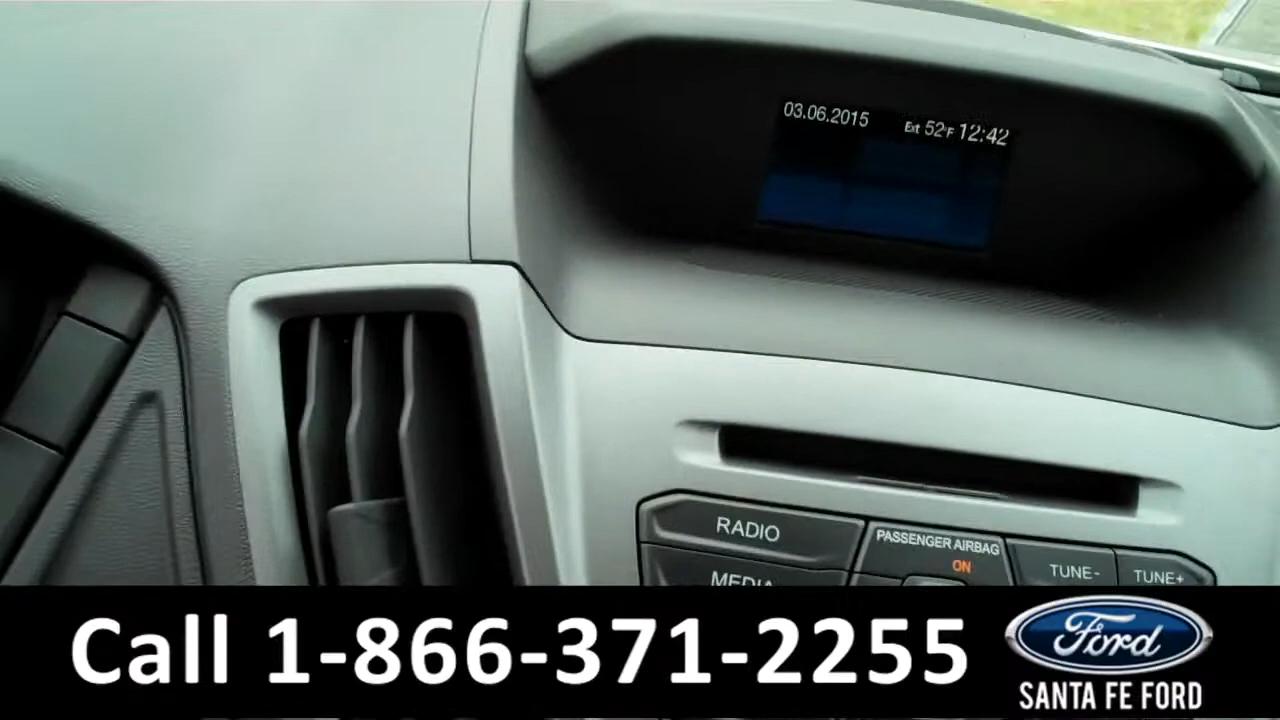 03.06.2015 Ext 52°F 12:42
RADIO
PASSENGER AIRBAG
ON
TUNE-
TUNE+
MEDIA
Call 1-866-371-2255
Ford
SANTA FE FORD